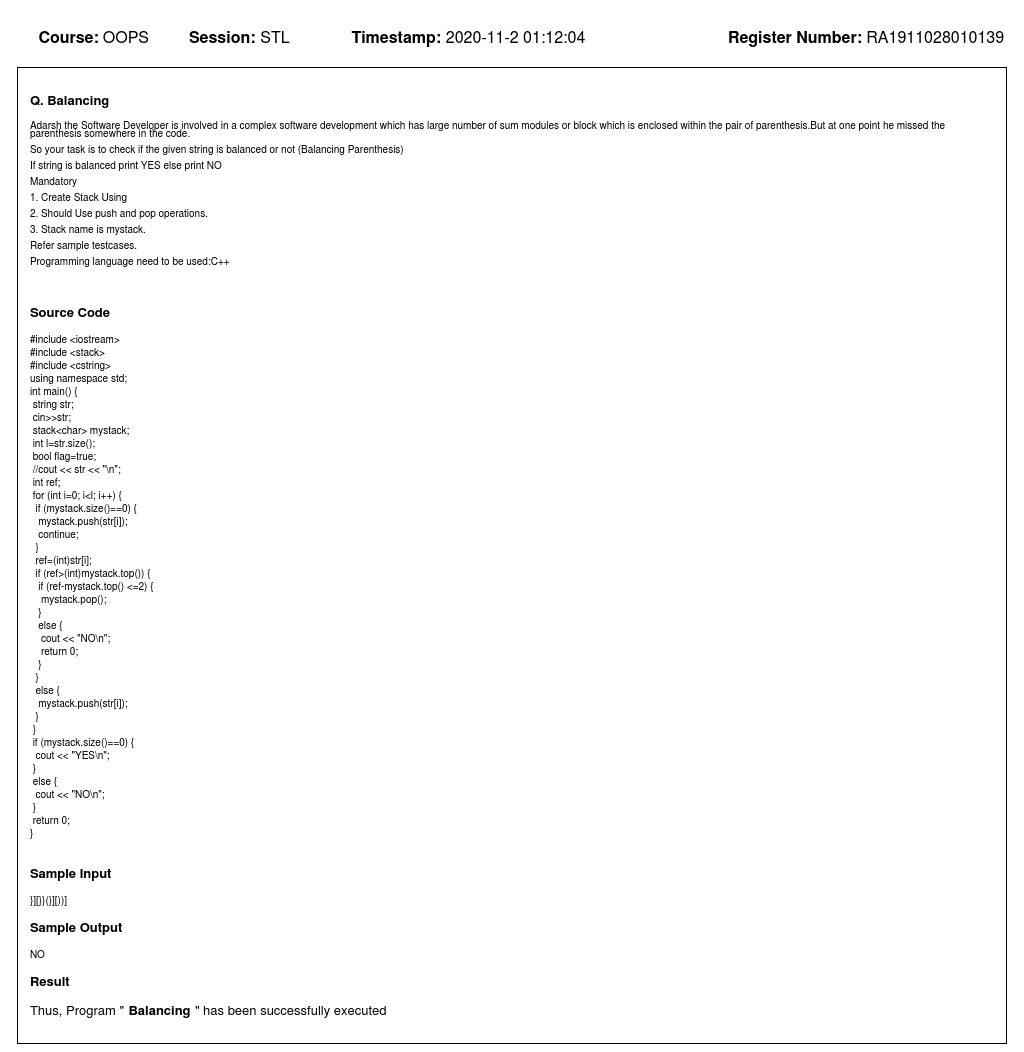 Course: OOPS Session: STL Timestamp: 2020-11-2 01:12:04 Register Number: RA1911028010139
Q. Balancing
Adarsh the Software Developer is involved in a complex software development which has large number of sum modules or block which is enclosed within the pair of parenthesis.But at one point he missed the
parenthesis somewhere in the code.
So your task is to check if the given string is balanced or not (Balancing Parenthesis)
If string is balanced print YES else print NO
Mandatory
1. Create Stack Using
2. Should Use push and pop operations.
3. Stack name is mystack.
Refer sample testcases.
Programming language need to be used:C++
Source Code
#include <iostream>
#include <stack>
#include <cstring>
using namespace std;
int main() {
string str;
cin>>str;
stack<char> mystack;
int l=str.size();
bool flag=true;
//cout << str << "\n";
int ref;
for (int i=0; i<l; i++) {
if (mystack.size()==0) {
mystack.push(str[i]);
continue;
}
ref=(int)str[i];
if (ref>(int)mystack.top()) {
if (ref-mystack.top() <=2) {
mystack.pop();
}
else {
cout << "NO\n";
return 0;
}
}
else {
mystack.push(str[i]);
}
}
if (mystack.size()==0) {
cout << "YES\n";
}
else {
cout << "NO\n";
}
return 0;
}
Sample Input
Sample Output
NO
Result
Thus, Program " Balancing " has been successfully executed